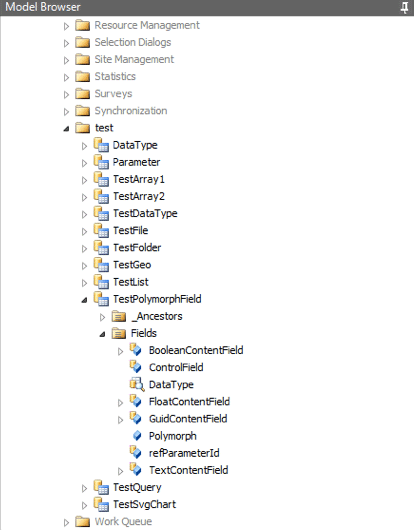 Model Browser
Resource Management
Selection Dialogs
Site Management
Statistics
Surveys
Synchronization
test
DataType
Parameter
TestArray1
TestArray2
TestDataType
TestFile
TestFolder
TestGeo
TestList
TestPolymorphField
_Ancestors
Fields
BooleanContentField
ControlField
DataType
FloatContentField
GuidContentField
Polymorph
refParameterId
TextContentField
TestQuery
TestSvgChart
Work Queue